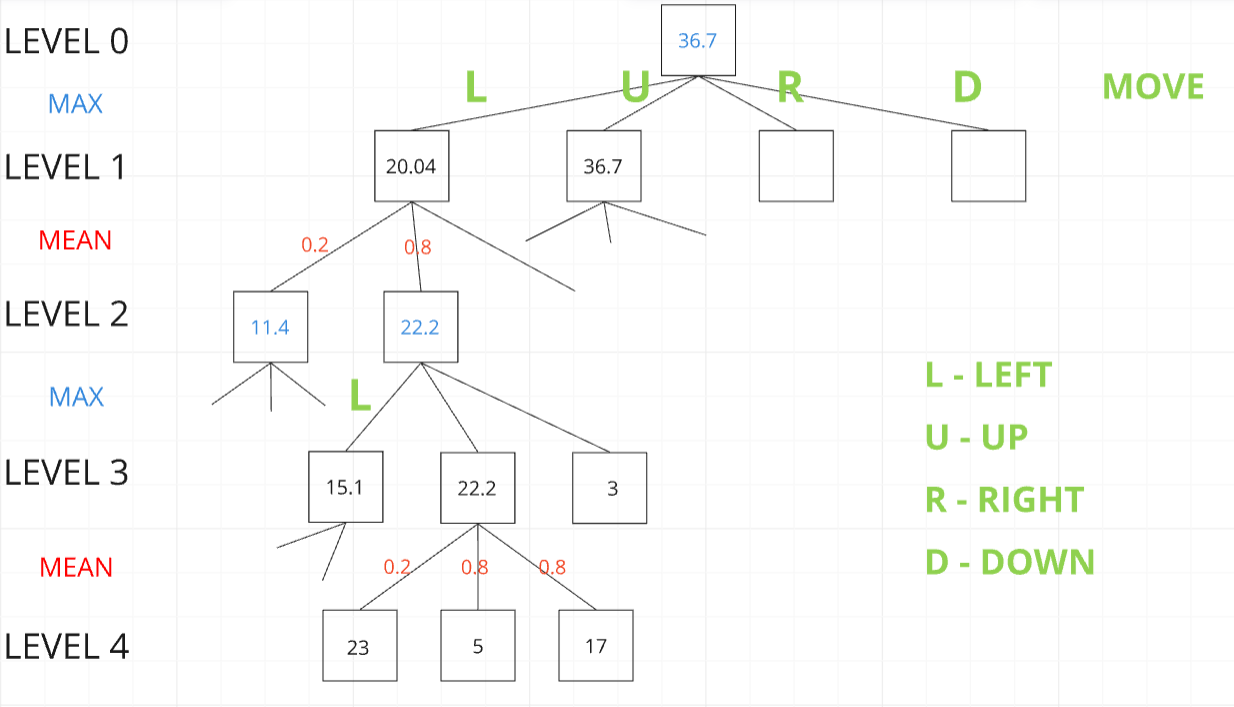 LEVEL 0
36.7
L U R D MOVE
MAX
LEVEL 1
20.04 36.7
MEAN
0.2 0.8
LEVEL 2
11.4 22.2
L - LEFT
MAX
L
U - UP
LEVEL 3
15.1 22.2 3
R - RIGHT
MEAN
0.2 0.8 0.8
D - DOWN
LEVEL 4
23 5 17